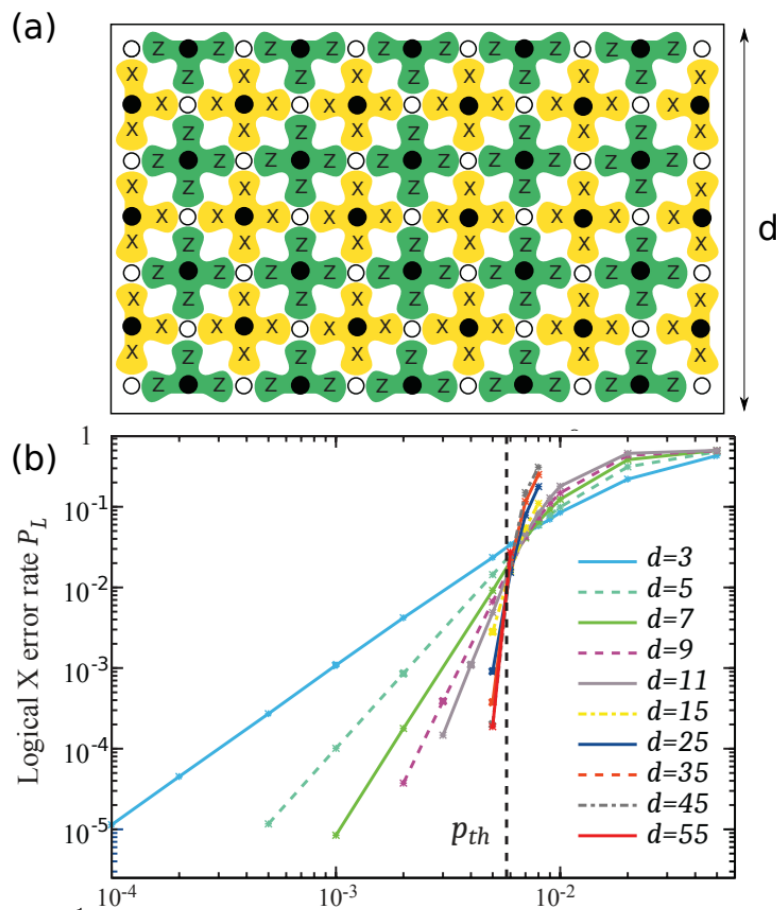 (a)
Z Z Z Z Z Z Z Z Z Z
X Z X Z X Z X Z X Z X
X X X X X X X X X X
X Z X Z X Z X Z X Z X
Z Z Z Z Z Z Z Z Z Z
X Z X Z X Z X Z X Z X
X X X X X X X X X X
d
X Z X Z X Z X Z X Z X
Z Z Z Z Z Z Z Z Z Z
X Z X Z X Z X Z X Z X
X X X X X X X X X X
X Z X Z X Z X Z X Z X
Z Z Z Z Z Z Z Z Z Z
(b)
Logical X error rate P_L
1
10^-1
10^-2
10^-3
10^-4
10^-5
p_th
d=3
d=5
d=7
d=9
d=11
d=15
d=25
d=35
d=45
d=55
10^-4
10^-3
10^-2